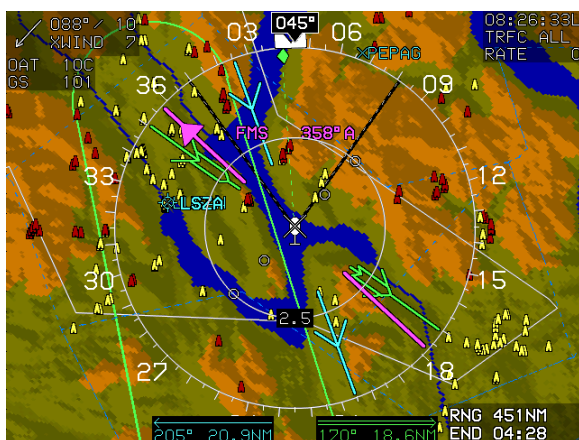 088°/ 10
XWIND 7
OAT 10C
GS 101
045°
08:26:33L
TRFC ALL
RATE 0
03
06
PEPAG
36
09
FMS 358°A
33
12
LSZA
30
15
2.5
27
18
205° 20.9NM
170° 18.6NM
RNG 451NM
END 04:28